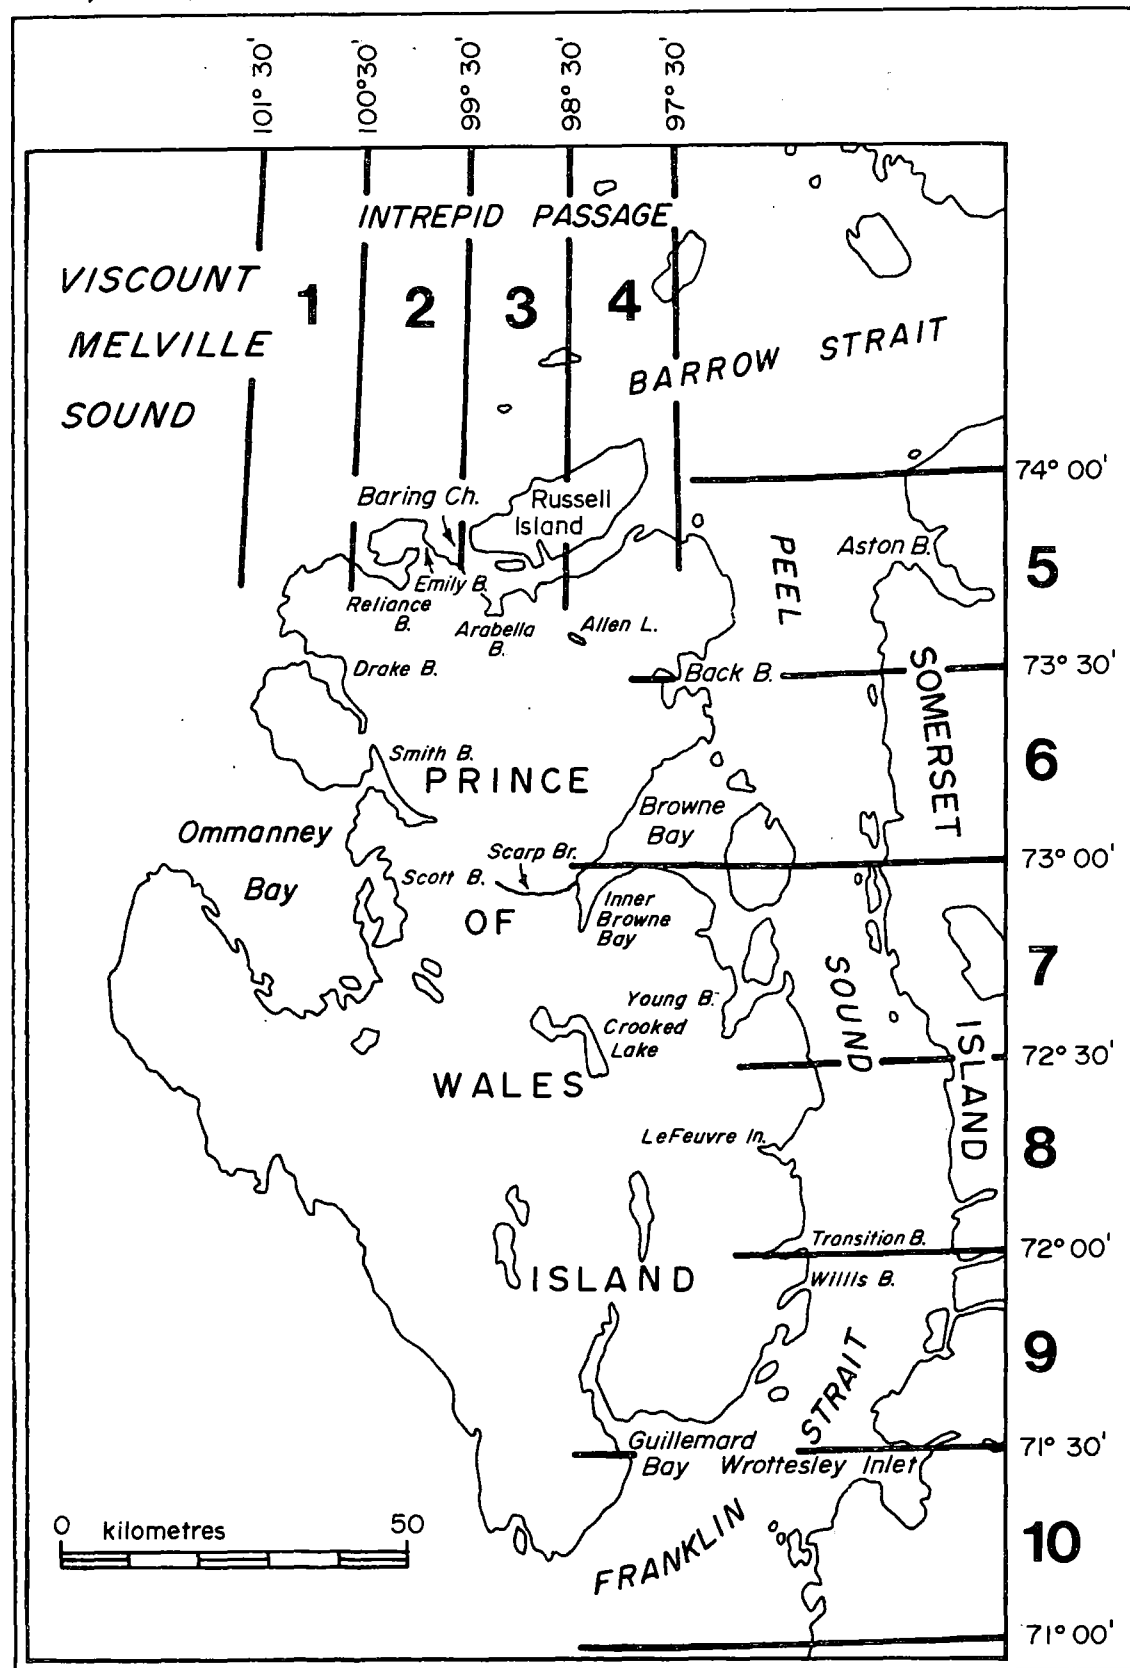 101° 30'
100°30'
99° 30'
98° 30'
97° 30'
INTREPID PASSAGE
VISCOUNT
MELVILLE
SOUND
1
2
3
4
BARROW STRAIT
74° 00'
Baring Ch.
Russell
Island
PEEL
Aston B.
5
Emily B.
Reliance
B.
Arabella
B.
Allen L.
Drake B.
Back B.
73° 30'
SOMERSET
Smith B.
PRINCE
6
Ommanney
Bay
Browne
Bay
Scarp Br.
73° 00'
Scott B.
OF
Inner
Browne
Bay
7
SOUND
Young B.
Crooked
Lake
ISLAND
72° 30'
WALES
LeFeuvre In.
8
Transition B.
72° 00'
ISLAND
Willis B.
9
STRAIT
Guillemard
Bay
Wrottesley Inlet
71° 30'
0 kilometres 50
FRANKLIN
10
71° 00'